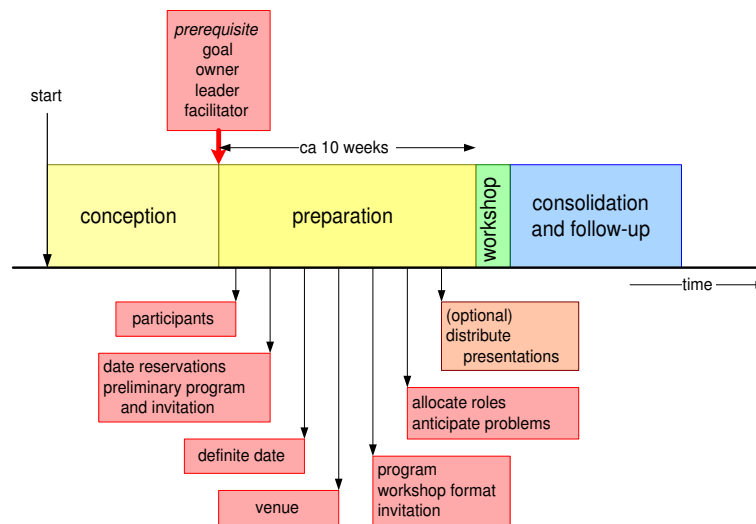 prerequisite
goal
owner
leader
facilitator
start
ca 10 weeks
conception
preparation
workshop
consolidation
and follow-up
time
participants
(optional)
distribute
presentations
date reservations
preliminary program
and invitation
allocate roles
anticipate problems
definite date
program
workshop format
invitation
venue